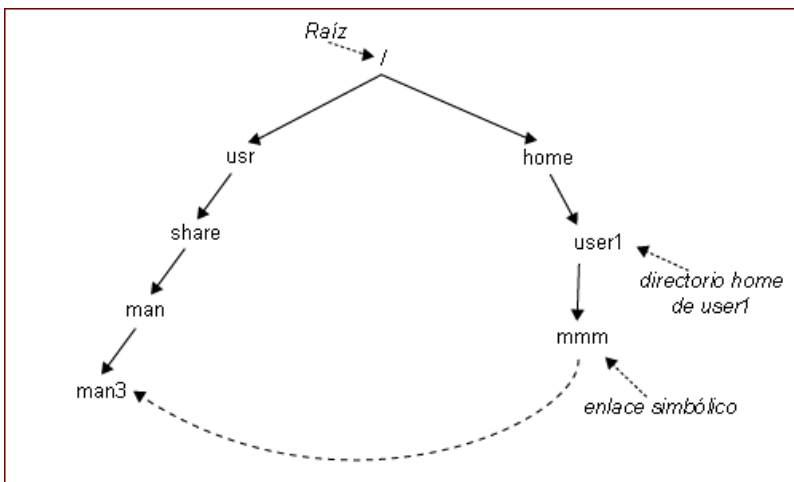 Raíz
/
usr
home
share
user1
directorio home
de user1
man
mmm
man3
enlace simbólico